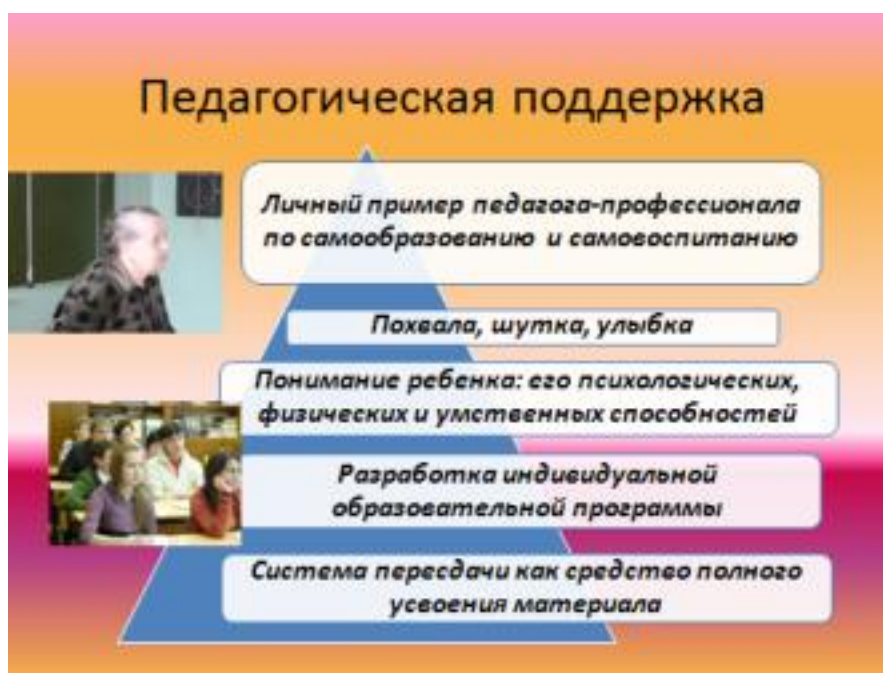 Педагогическая поддержка
Личный пример педагога-профессионала
по самообразованию и самовоспитанию
Похвала, шутка, улыбка
Понимание ребенка: его психологических,
физических и умственных способностей
Разработка индивидуальной
образовательной программы
Система пересдачи как средство полного
усвоения материала